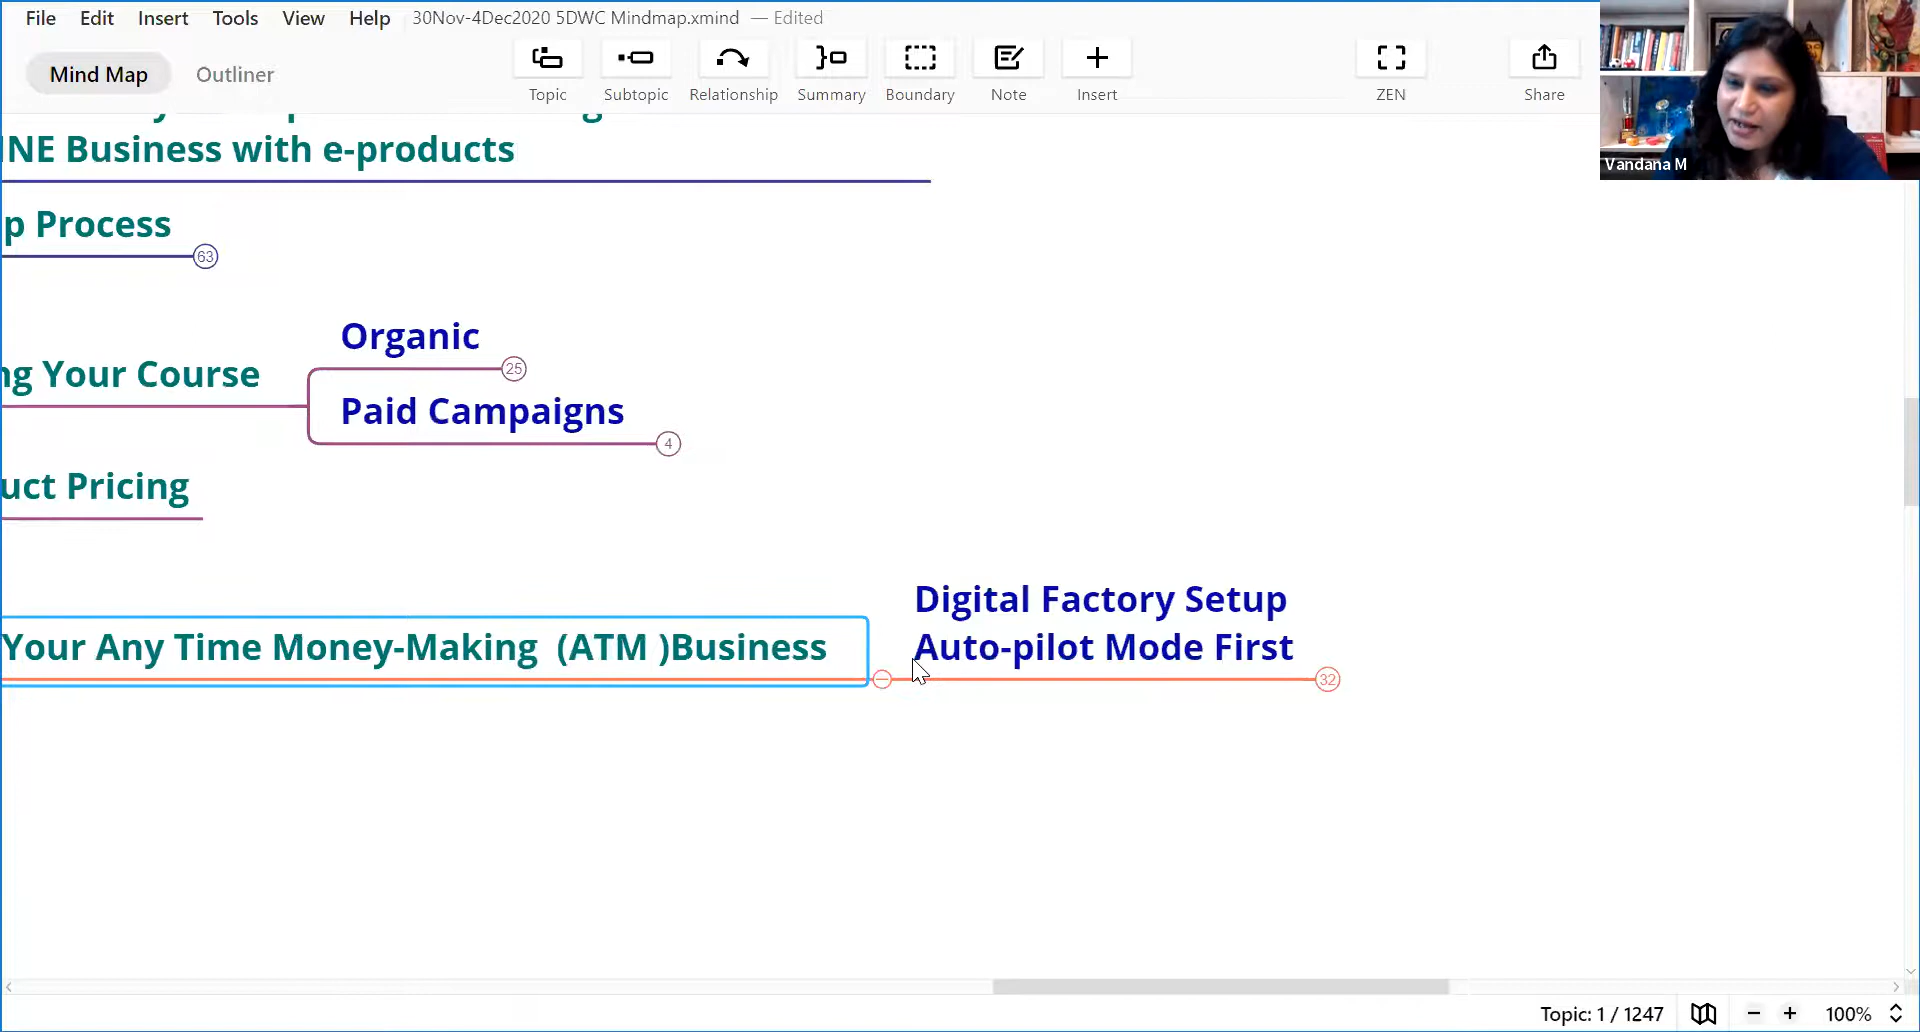 File Edit Insert Tools View Help 30Nov-4Dec2020 5DWC Mindmap.xmind — Edited
Mind Map Outliner
Topic Subtopic Relationship Summary Boundary Note Insert ZEN Share
Vandana M
INE Business with e-products
p Process
63
Organic
25
ng Your Course
Paid Campaigns
4
uct Pricing
Digital Factory Setup
Your Any Time Money-Making (ATM )Business
Auto-pilot Mode First
32
Topic: 1 / 1247
100%